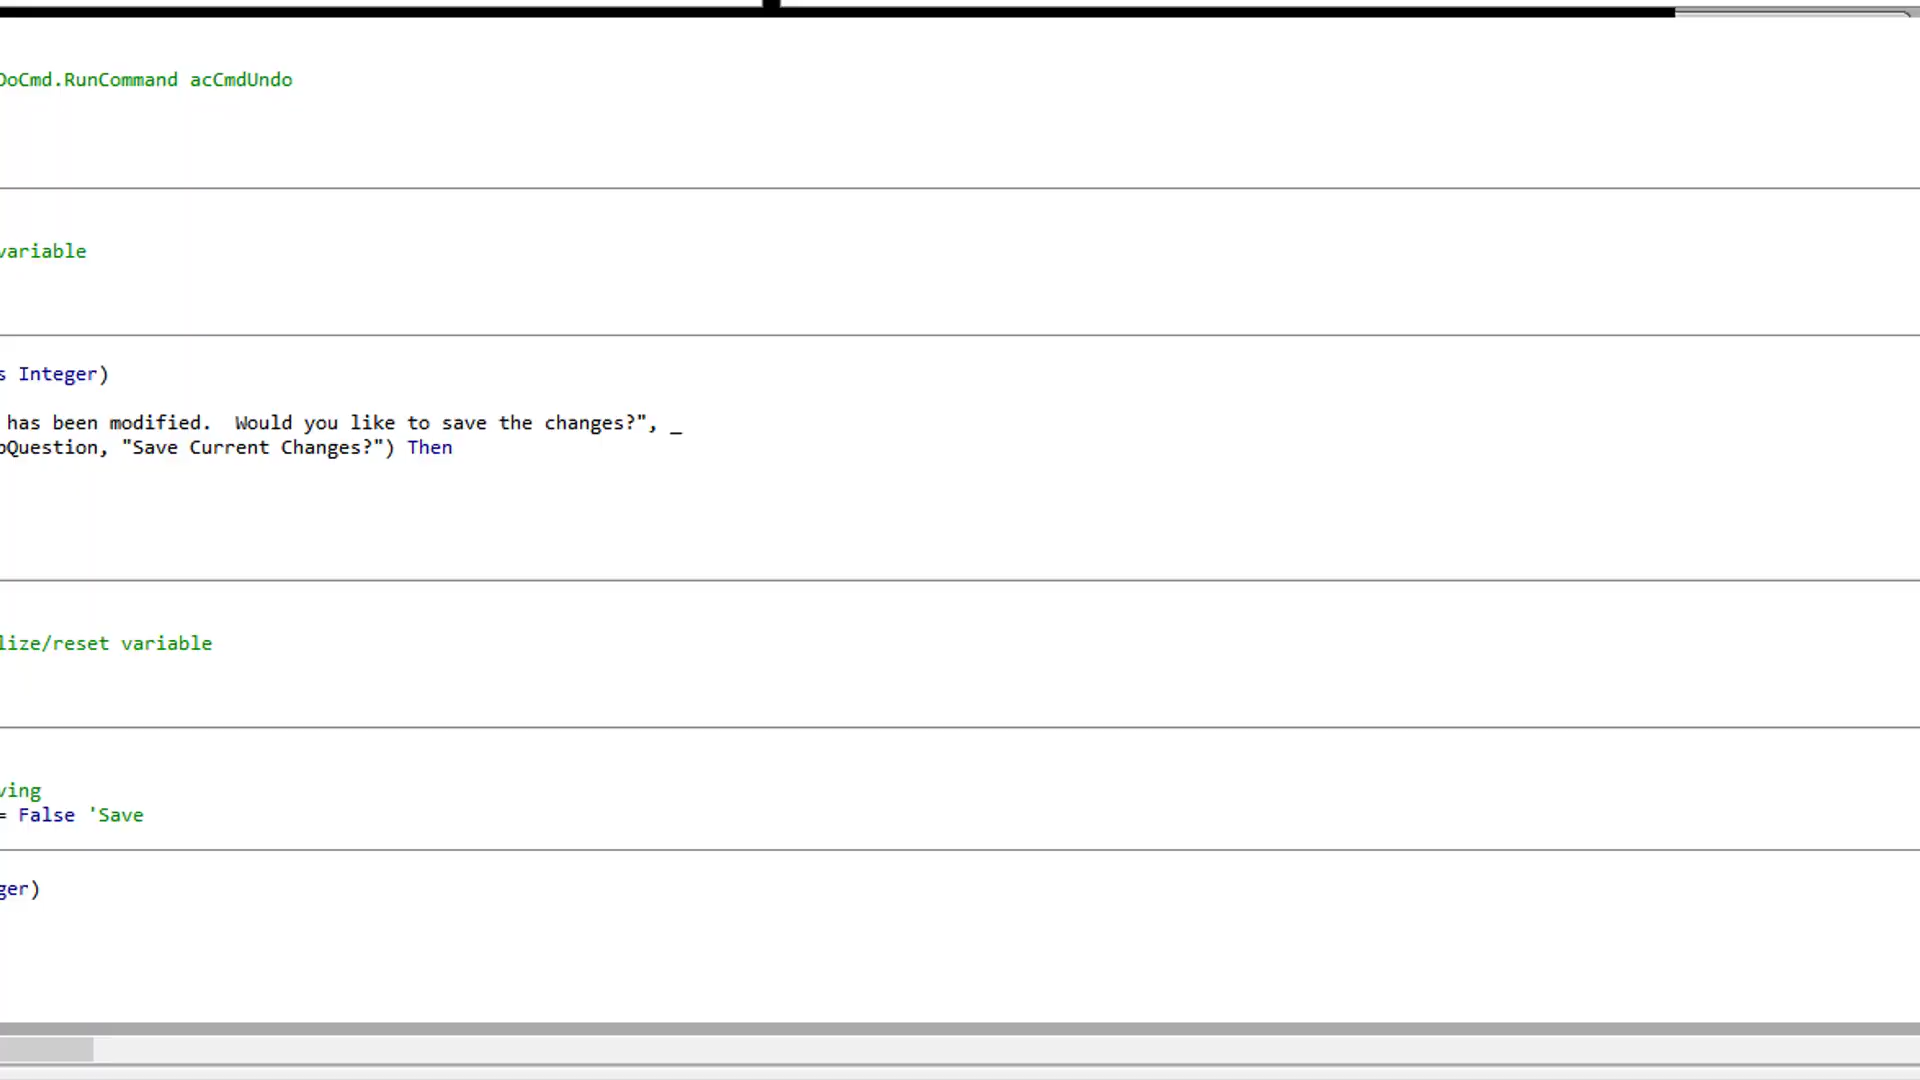 DoCmd.RunCommand acCmdUndo
variable
s Integer)
has been modified.  Would you like to save the changes?", _
bQuestion, "Save Current Changes?") Then
lize/reset variable
ving
= False 'Save
ger)